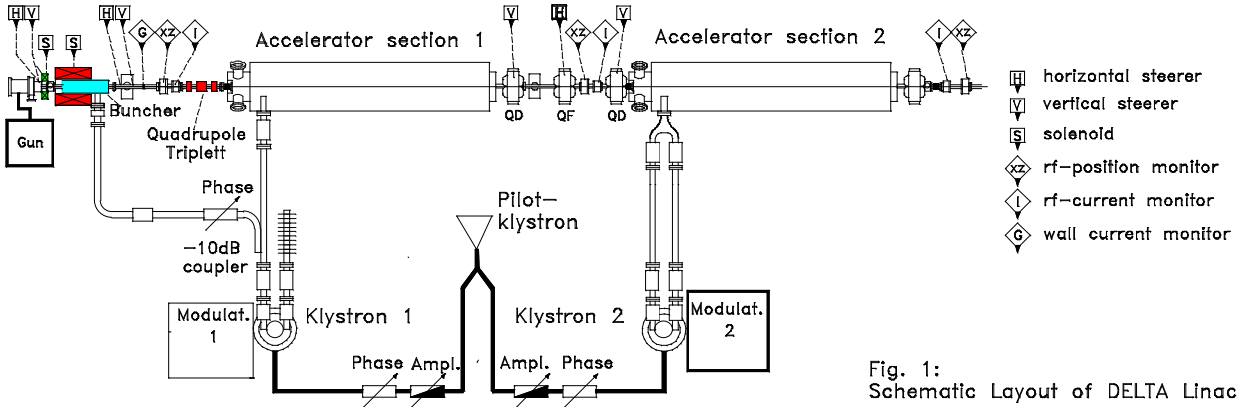 H V H V V H V
S S G XZ I XZ I I XZ
Accelerator section 1
Accelerator section 2
Buncher
Gun
Quadrupole
Triplett
QD QF QD
H horizontal steerer
V vertical steerer
S solenoid
XZ rf-position monitor
I rf-current monitor
G wall current monitor
Phase
-10dB
coupler
Pilot-
klystron
Modulat.
1
Klystron 1
Klystron 2
Modulat.
2
Phase Ampl.
Ampl. Phase
Fig. 1:
Schematic Layout of DELTA Linac